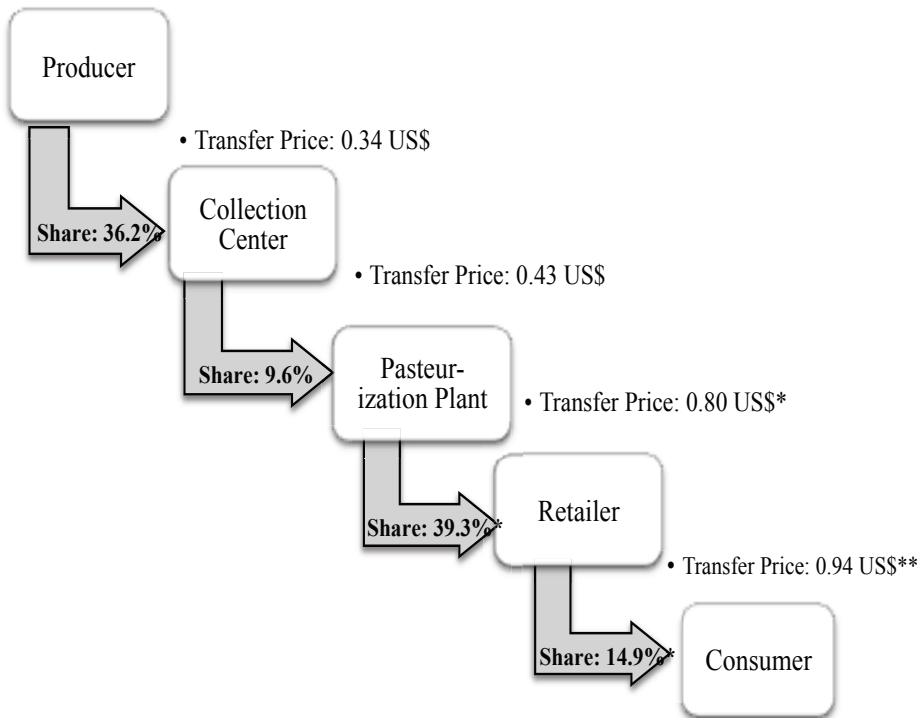 Producer
• Transfer Price: 0.34 US$
Share: 36.2%
Collection
Center
• Transfer Price: 0.43 US$
Share: 9.6%
Pasteur-
ization Plant
• Transfer Price: 0.80 US$*
Share: 39.3%*
Retailer
• Transfer Price: 0.94 US$**
Share: 14.9%*
Consumer